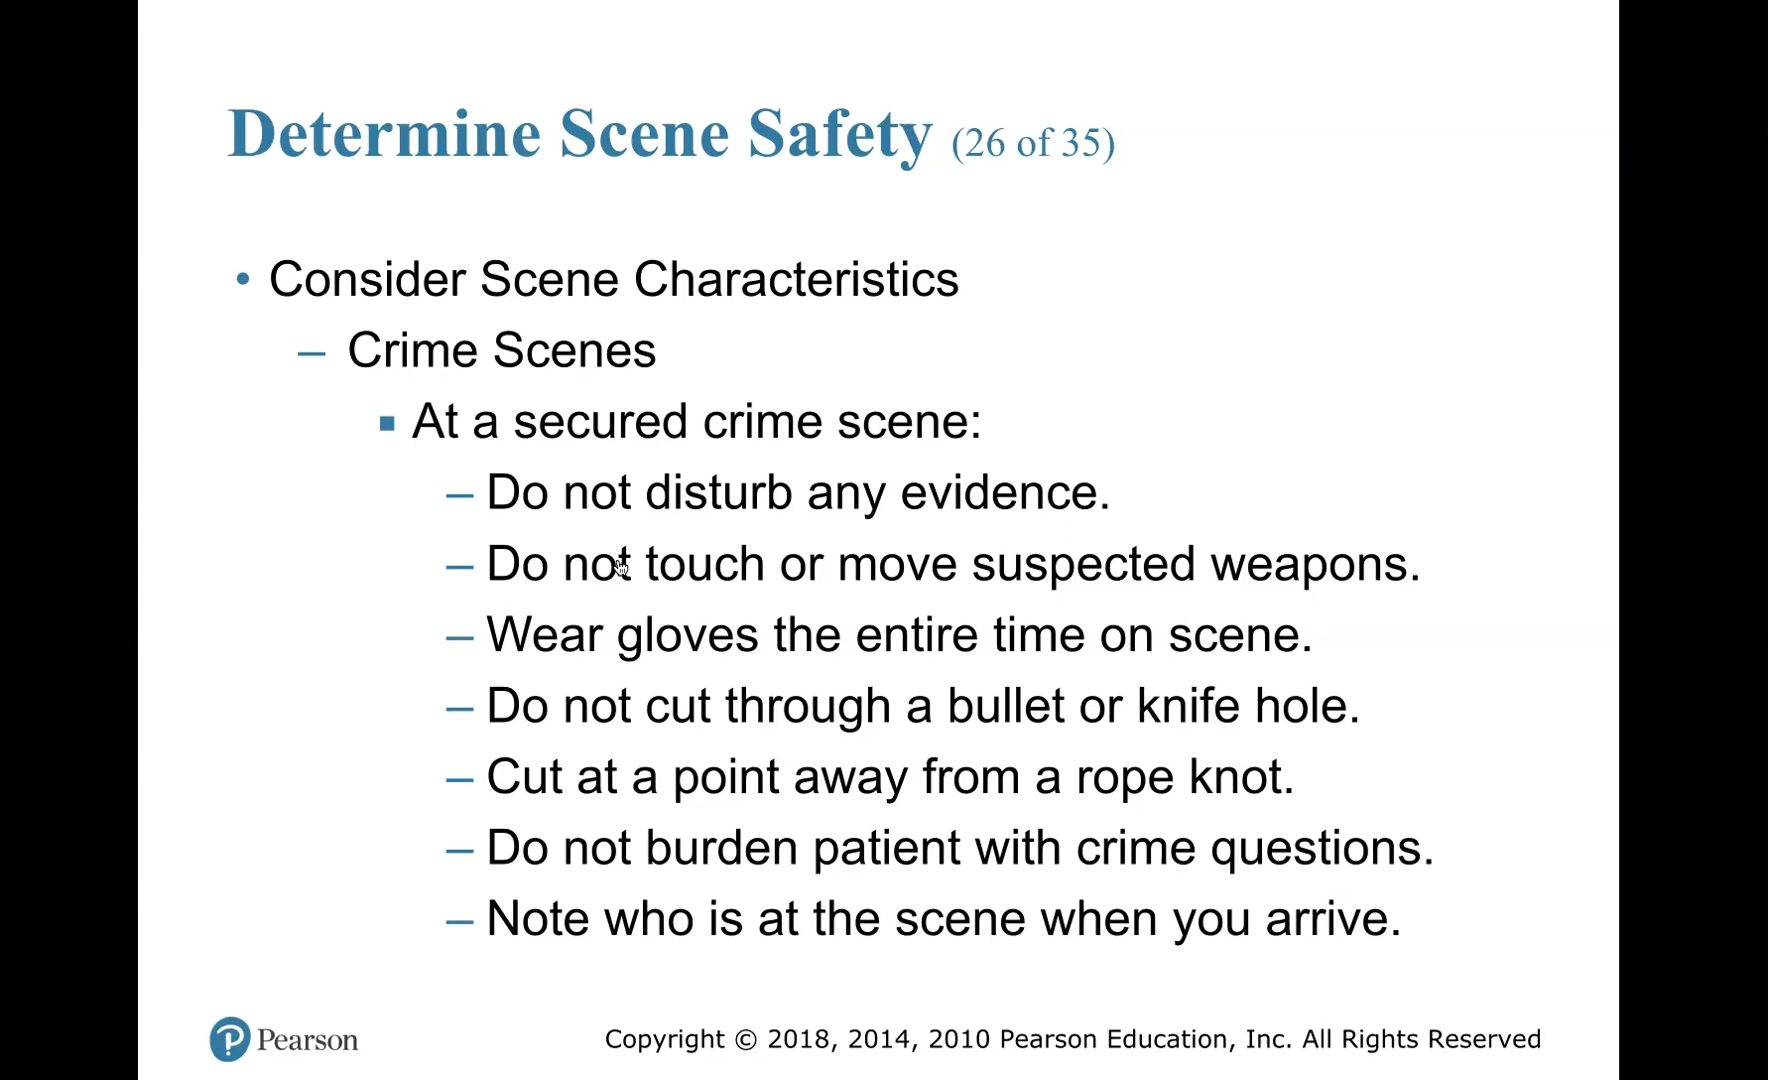 Determine Scene Safety (26 of 35)
• Consider Scene Characteristics
– Crime Scenes
▪ At a secured crime scene:
– Do not disturb any evidence.
– Do not touch or move suspected weapons.
– Wear gloves the entire time on scene.
– Do not cut through a bullet or knife hole.
– Cut at a point away from a rope knot.
– Do not burden patient with crime questions.
– Note who is at the scene when you arrive.
P Pearson
Copyright © 2018, 2014, 2010 Pearson Education, Inc. All Rights Reserved